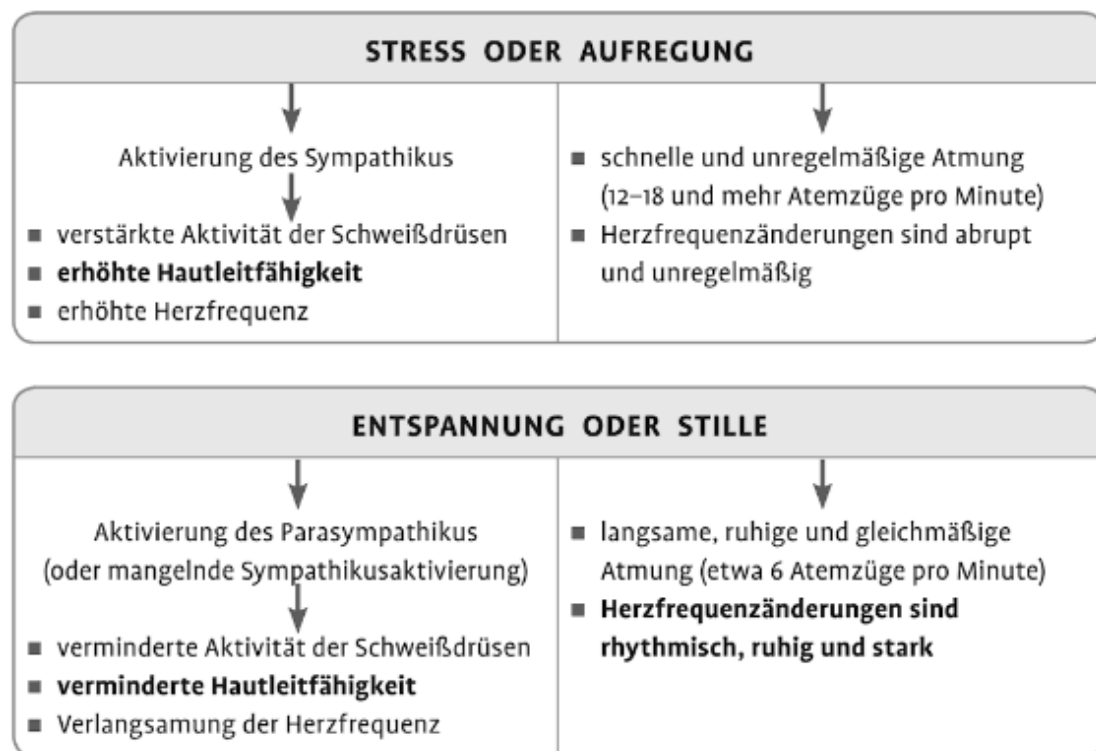 STRESS ODER AUFREGUNG
Aktivierung des Sympathikus
■ verstärkte Aktivität der Schweißdrüsen
■ erhöhte Hautleitfähigkeit
■ erhöhte Herzfrequenz
■ schnelle und unregelmäßige Atmung
(12–18 und mehr Atemzüge pro Minute)
■ Herzfrequenzänderungen sind abrupt
und unregelmäßig
ENTSPANNUNG ODER STILLE
Aktivierung des Parasympathikus
(oder mangelnde Sympathikusaktivierung)
■ verminderte Aktivität der Schweißdrüsen
■ verminderte Hautleitfähigkeit
■ Verlangsamung der Herzfrequenz
■ langsame, ruhige und gleichmäßige
Atmung (etwa 6 Atemzüge pro Minute)
■ Herzfrequenzänderungen sind
rhythmisch, ruhig und stark